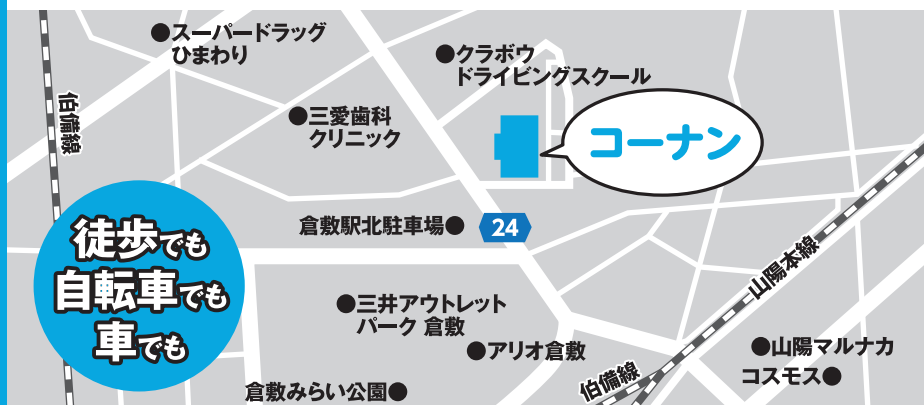 スーパードラッグ
ひまわり
クラボウ
ドライビングスクール
伯備線
三愛歯科
クリニック
コーナン
倉敷駅北駐車場
24
徒歩でも
自転車でも
車でも
山陽本線
三井アウトレット
パーク 倉敷
アリオ倉敷
山陽マルナカ
コスモス
伯備線
倉敷みらい公園